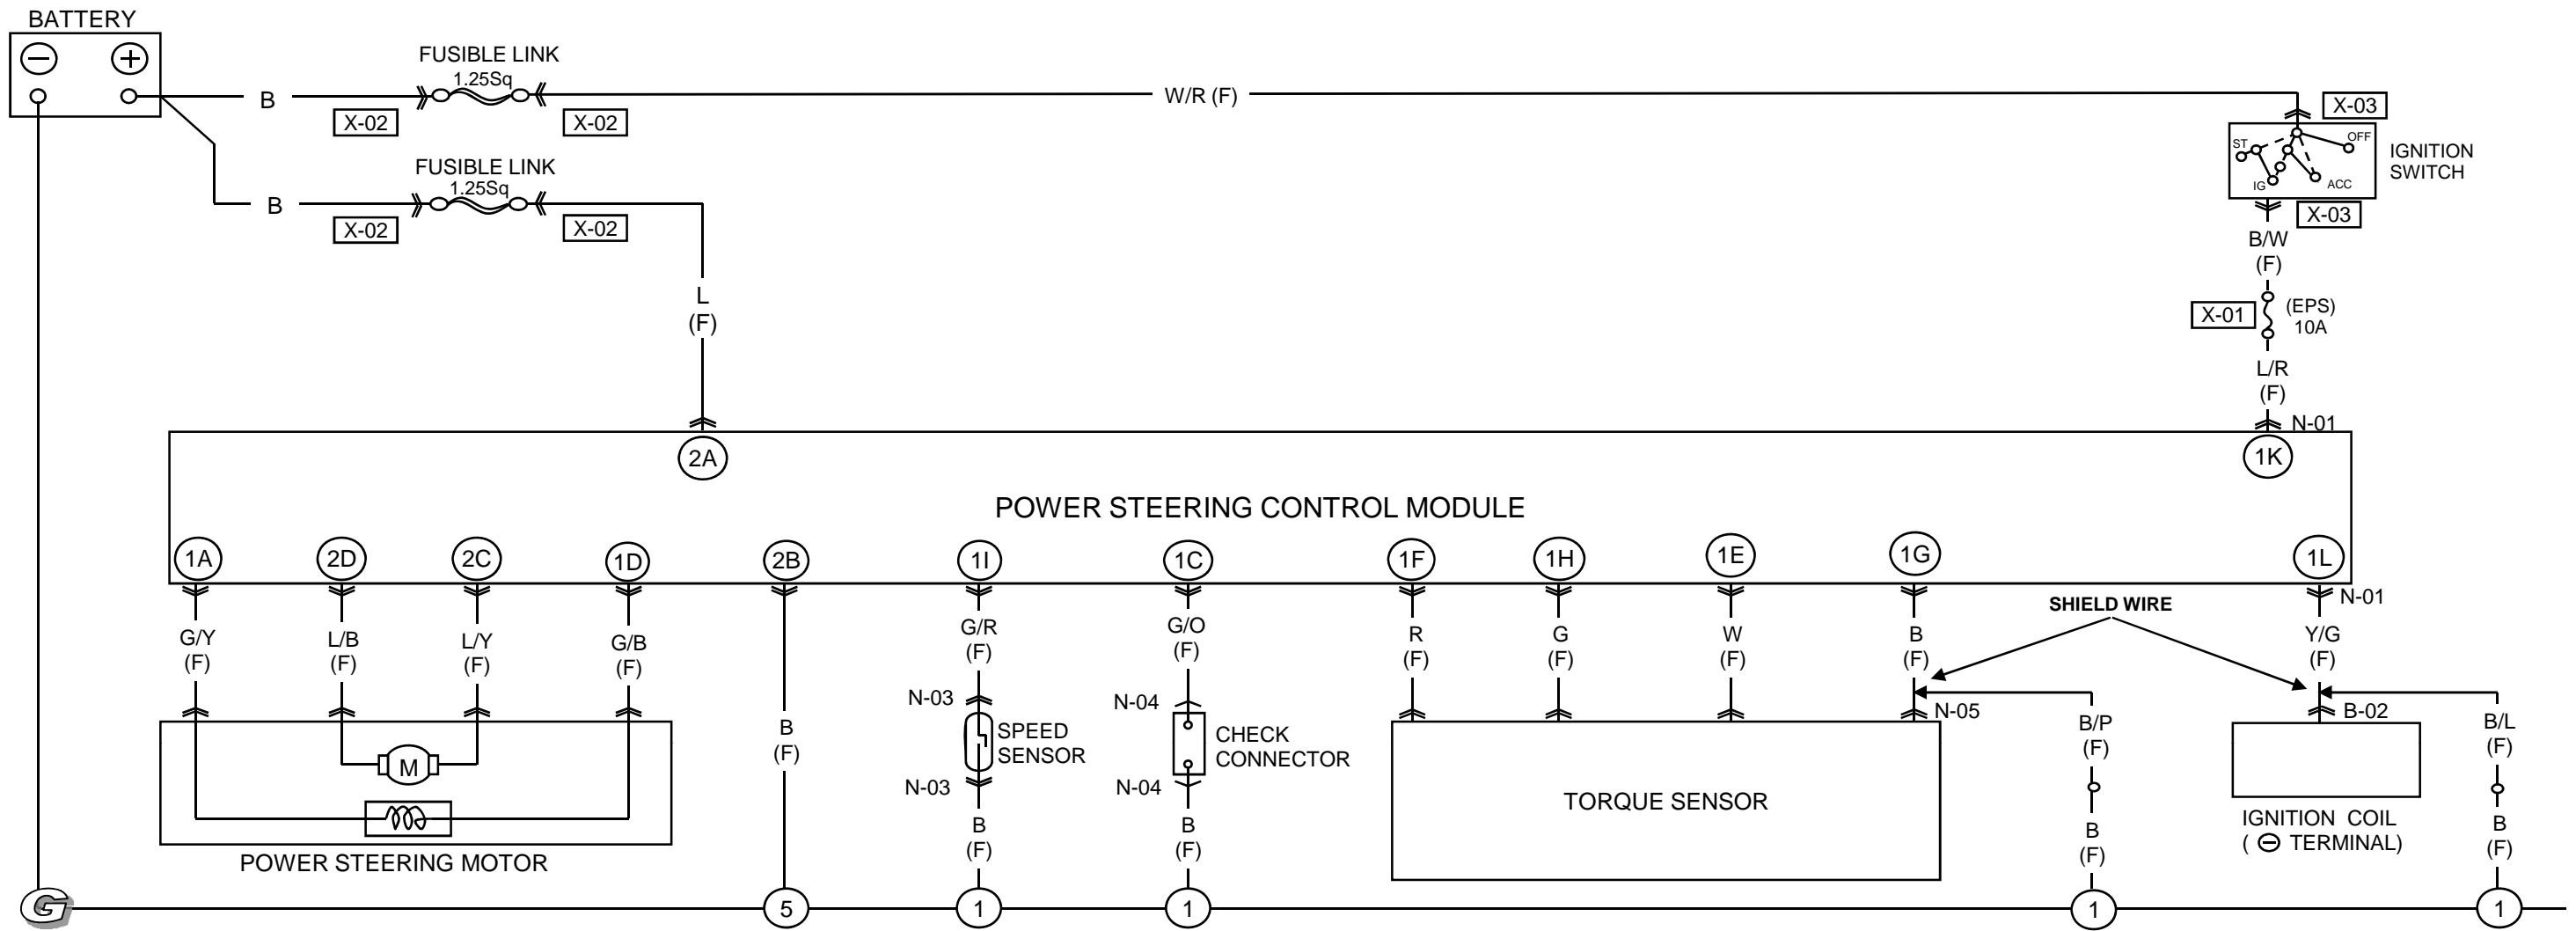 BATTERY
FUSIBLE LINK
1.25Sq
B
X-02
X-02
W/R (F)
X-03
ST
OFF
IG
ACC
IGNITION
SWITCH
X-03
FUSIBLE LINK
1.25Sq
B
X-02
X-02
B/W
(F)
L
(F)
X-01
(EPS)
10A
L/R
(F)
N-01
2A
1K
POWER STEERING CONTROL MODULE
1A
2D
2C
1D
2B
1I
1C
1F
1H
1E
1G
1L
N-01
SHIELD WIRE
G/Y
(F)
L/B
(F)
L/Y
(F)
G/B
(F)
G/R
(F)
G/O
(F)
R
(F)
G
(F)
W
(F)
B
(F)
Y/G
(F)
N-03
N-04
N-05
B-02
B
(F)
SPEED
SENSOR
CHECK
CONNECTOR
B/P
(F)
B/L
(F)
M
N-03
N-04
TORQUE SENSOR
B
(F)
B
(F)
B
(F)
IGNITION COIL
( ⊖ TERMINAL)
B
(F)
POWER STEERING MOTOR
G
5
1
1
1
1